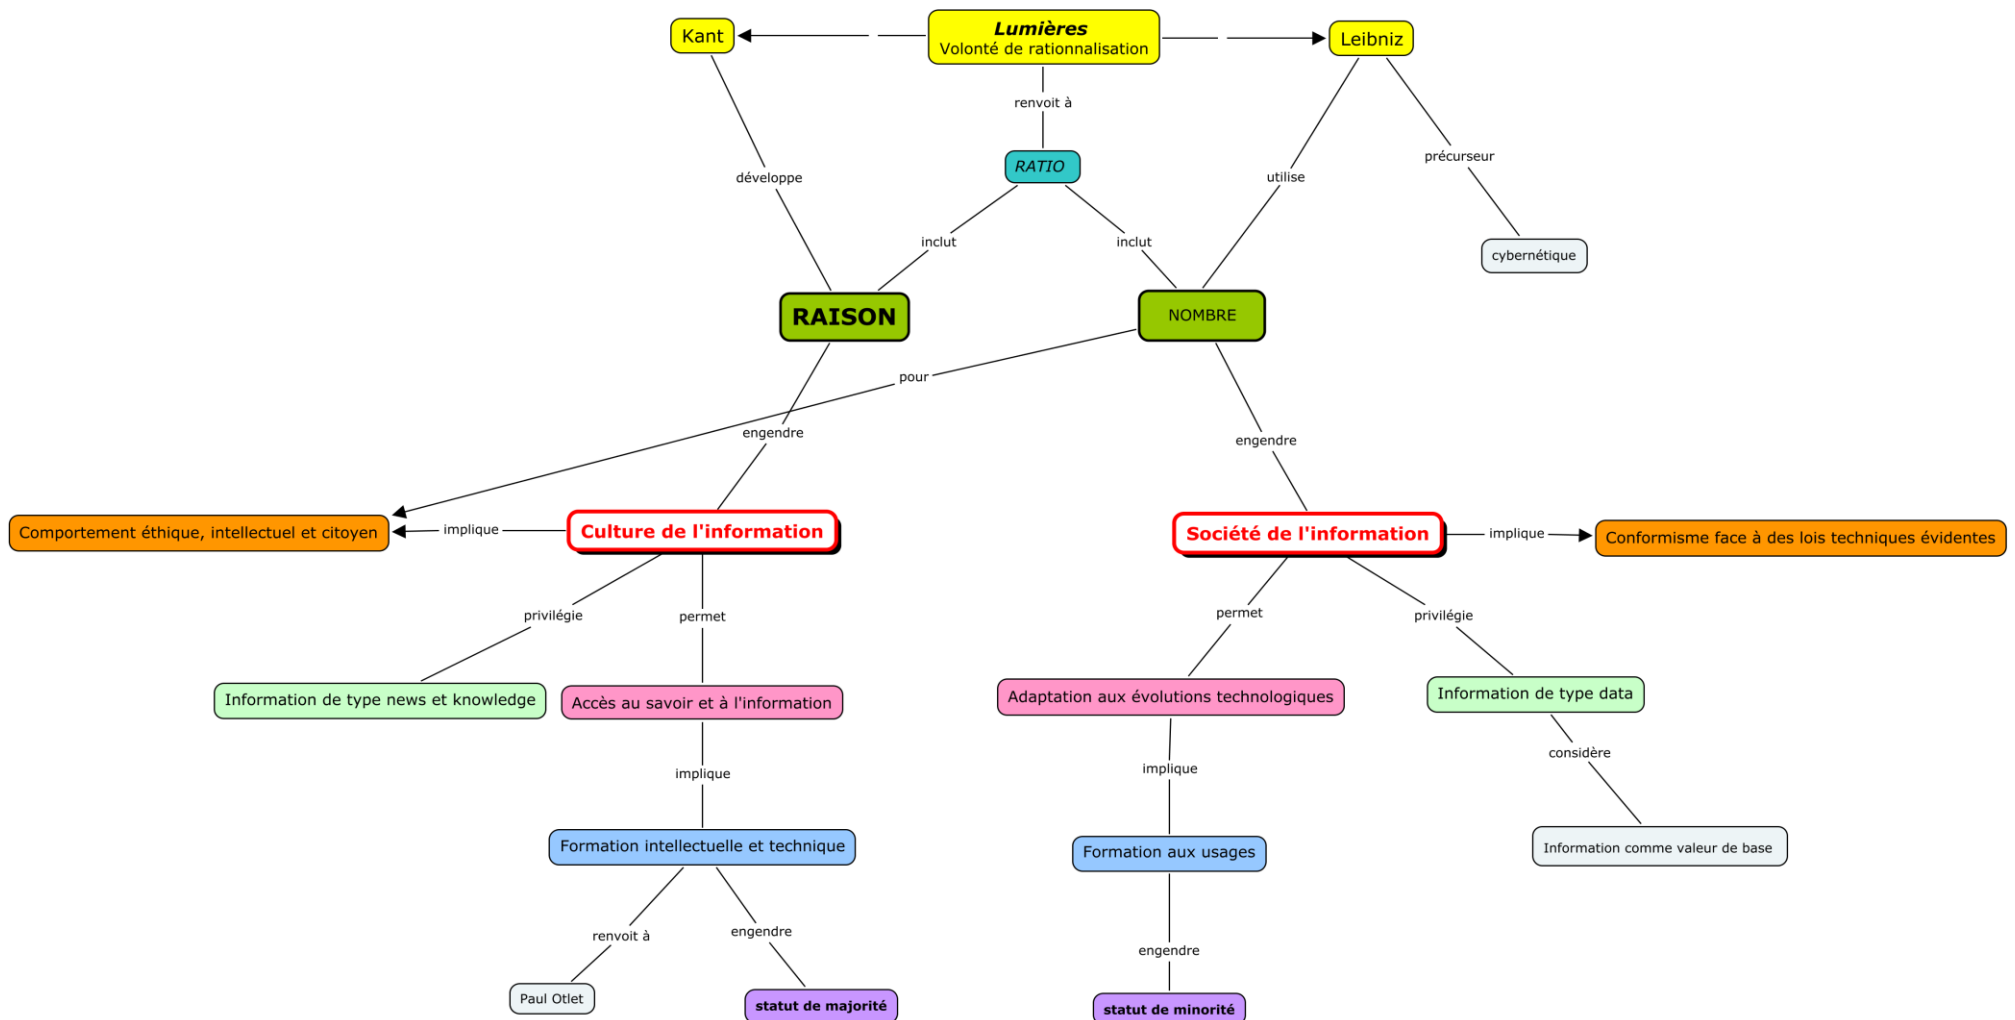 Kant
Lumières
Volonté de rationnalisation
Leibniz
renvoit à
précurseur
RATIO
développe
utilise
inclut
inclut
cybernétique
RAISON
NOMBRE
pour
engendre
engendre
Comportement éthique, intellectuel et citoyen
implique
Culture de l'information
Société de l'information
implique
Conformisme face à des lois techniques évidentes
privilégie
permet
permet
privilégie
Information de type news et knowledge
Accès au savoir et à l'information
Adaptation aux évolutions technologiques
Information de type data
considère
implique
implique
Formation intellectuelle et technique
Formation aux usages
Information comme valeur de base
renvoit à
engendre
engendre
Paul Otlet
statut de majorité
statut de minorité